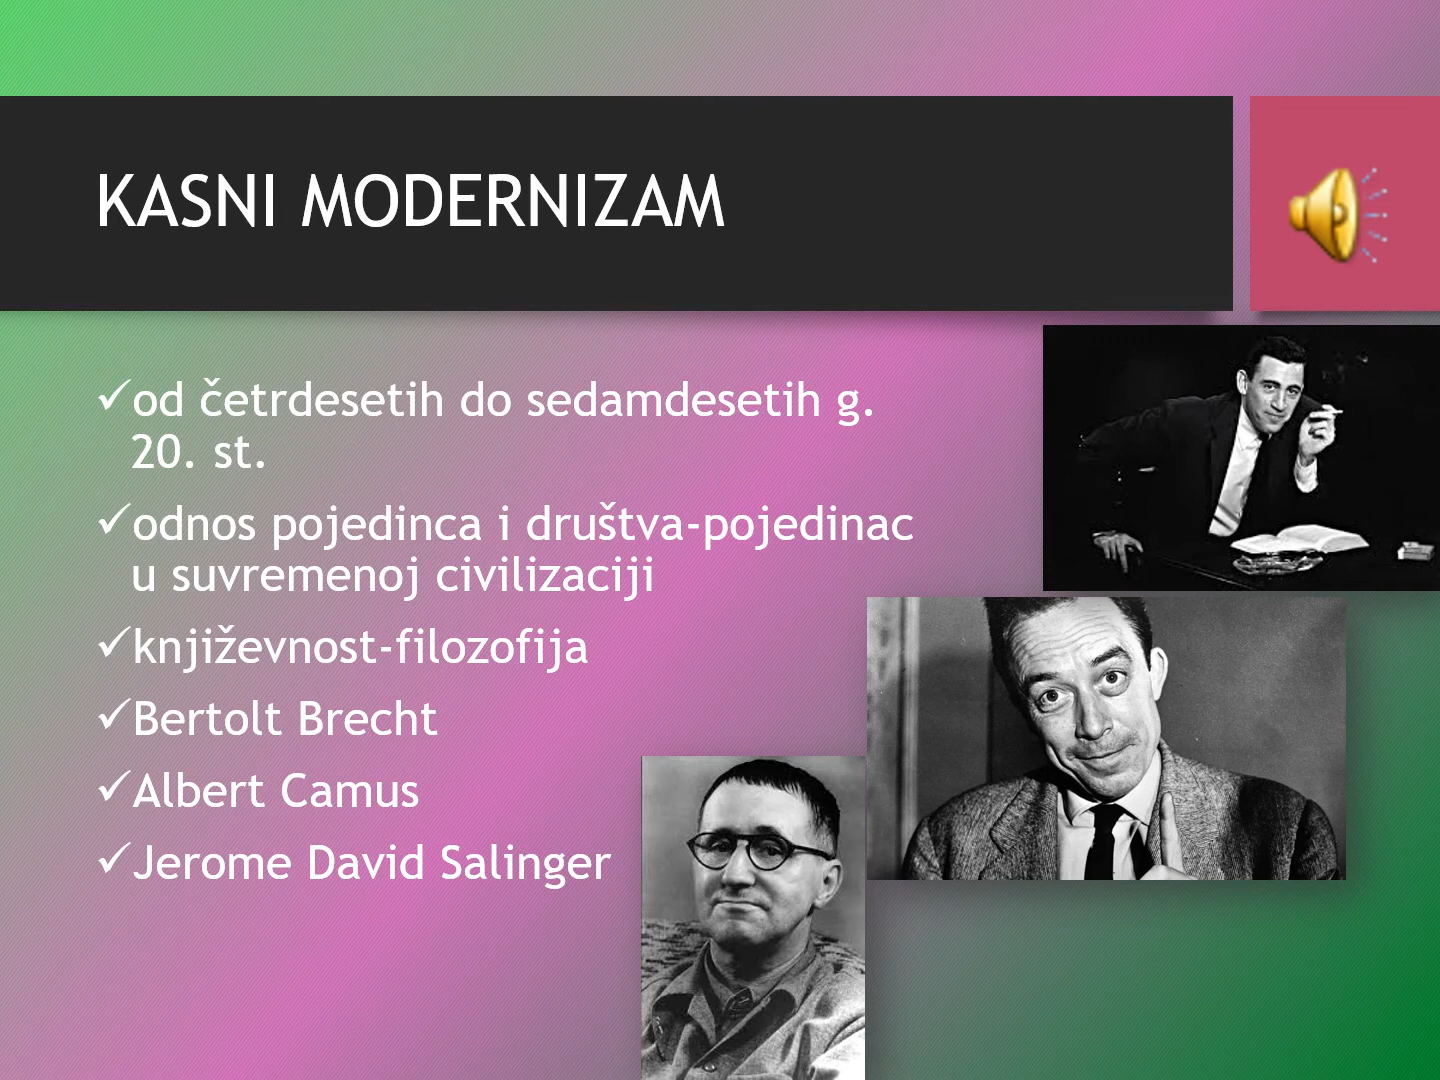 KASNI MODERNIZAM
od četrdesetih do sedamdesetih g.
20. st.
odnos pojedinca i društva-pojedinac
u suvremenoj civilizaciji
književnost-filozofija
Bertolt Brecht
Albert Camus
Jerome David Salinger